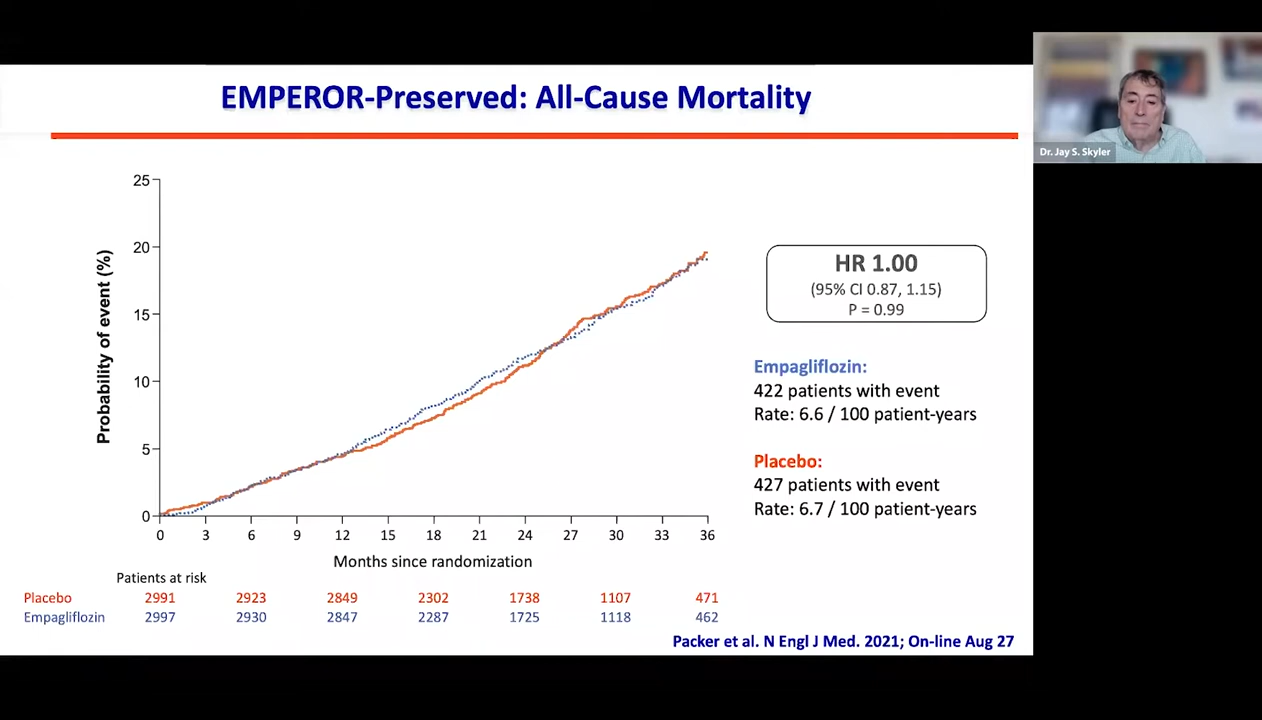 EMPEROR-Preserved: All-Cause Mortality
Dr. Jay S. Skyler
25
20
15
10
5
0
Probability of event (%)
0 3 6 9 12 15 18 21 24 27 30 33 36
Months since randomization
HR 1.00
(95% CI 0.87, 1.15)
P = 0.99
Empagliflozin:
422 patients with event
Rate: 6.6 / 100 patient-years
Placebo:
427 patients with event
Rate: 6.7 / 100 patient-years
Patients at risk
Placebo 2991 2923 2849 2302 1738 1107 471
Empagliflozin 2997 2930 2847 2287 1725 1118 462
Packer et al. N Engl J Med. 2021; On-line Aug 27